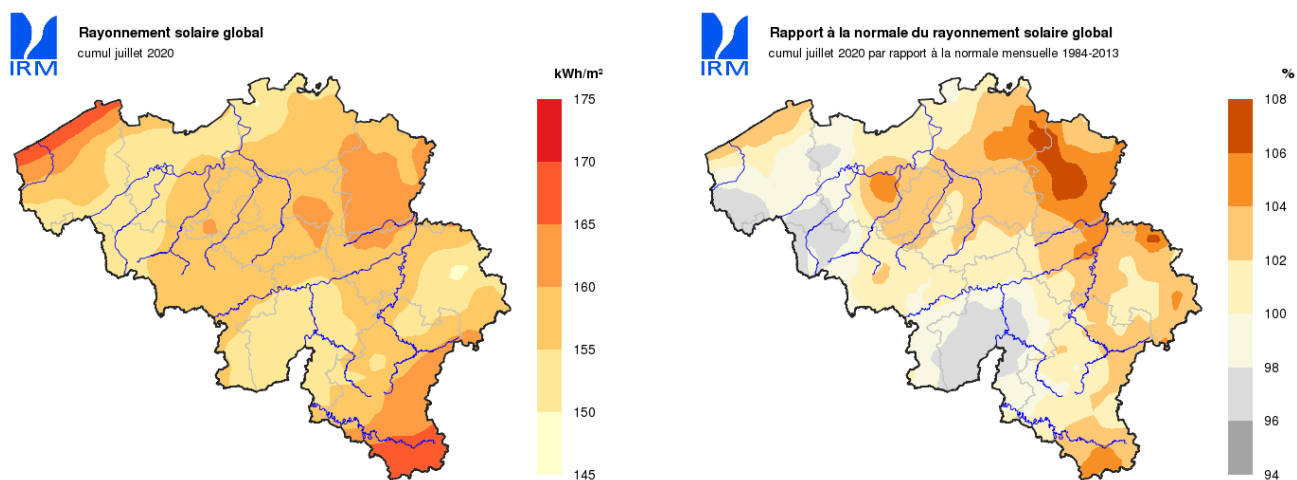 Rayonnement solaire global
cumul juillet 2020
IRM
kWh/m²
175
170
165
160
155
150
145
Rapport à la normale du rayonnement solaire global
cumul juillet 2020 par rapport à la normale mensuelle 1984-2013
IRM
%
108
106
104
102
100
98
96
94